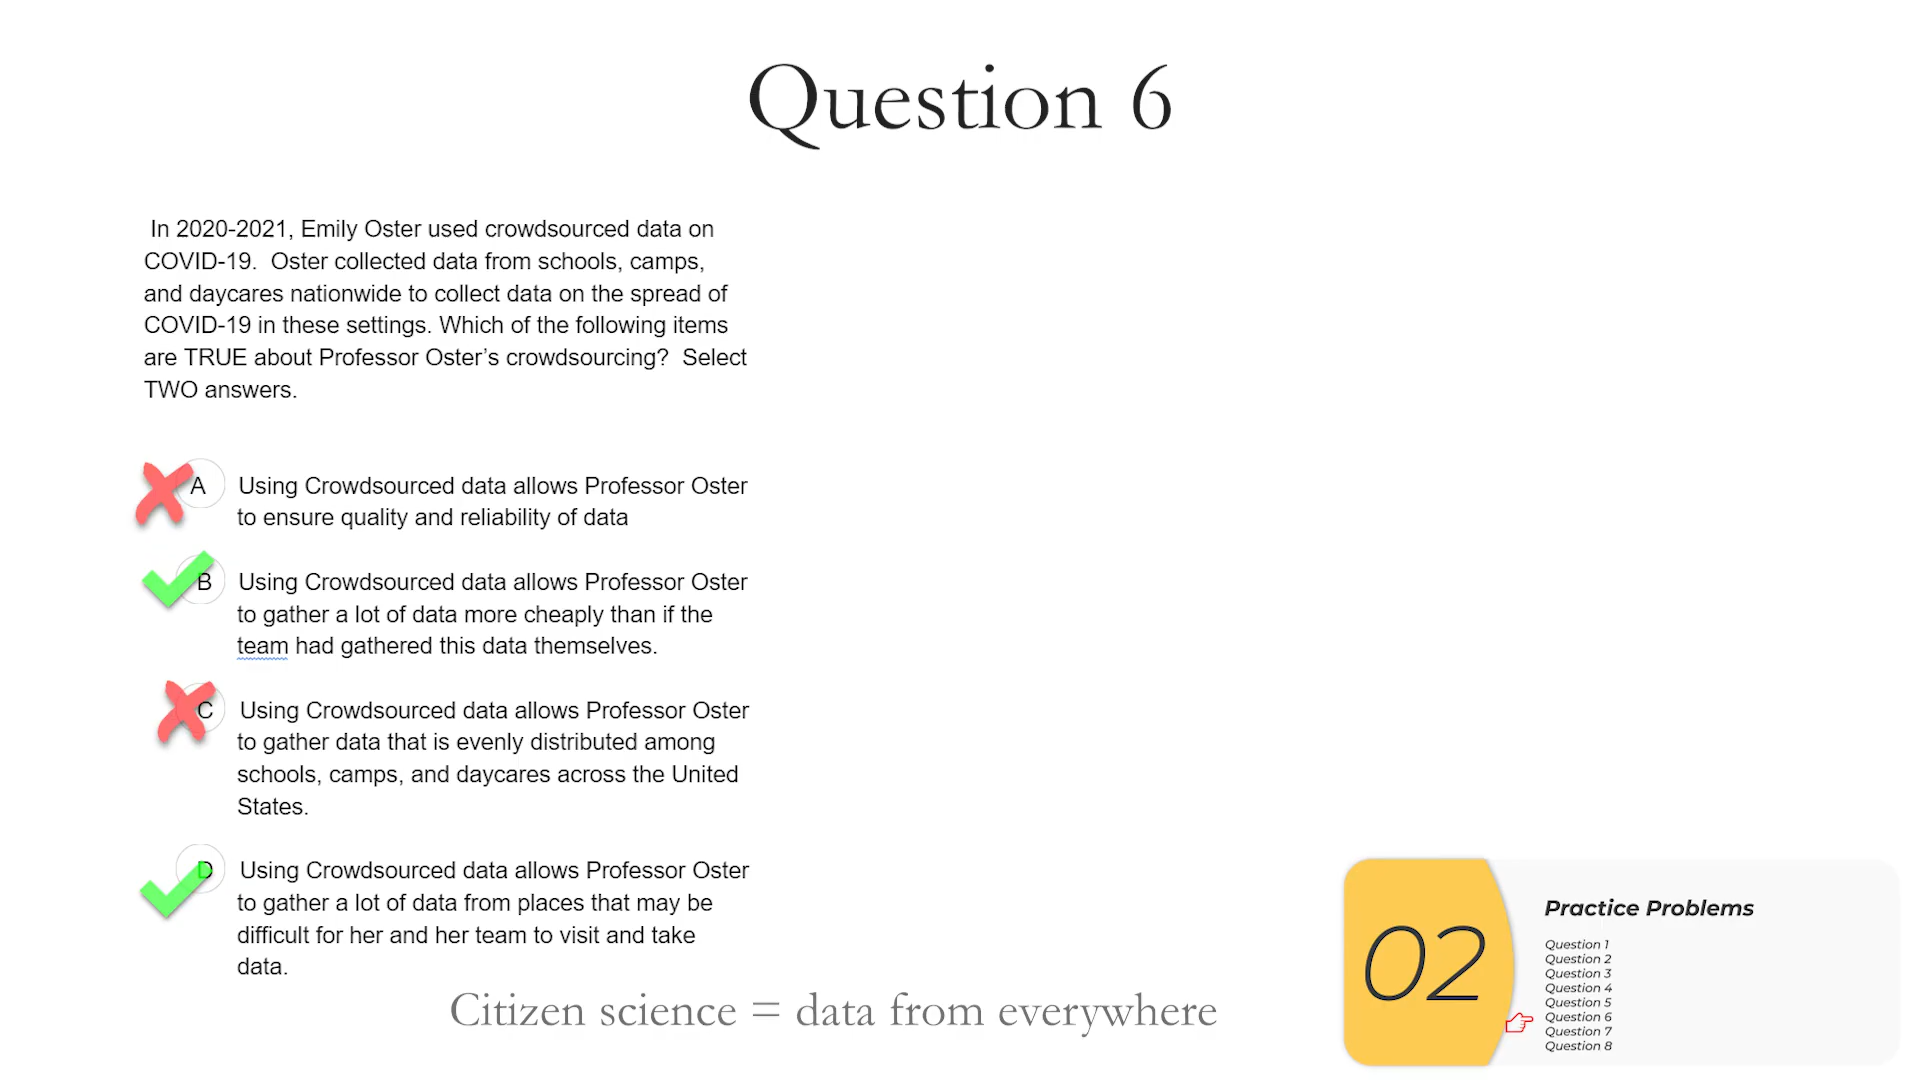 Question 6
In 2020-2021, Emily Oster used crowdsourced data on
COVID-19.  Oster collected data from schools, camps,
and daycares nationwide to collect data on the spread of
COVID-19 in these settings. Which of the following items
are TRUE about Professor Oster’s crowdsourcing?  Select
TWO answers.
A Using Crowdsourced data allows Professor Oster
to ensure quality and reliability of data
B Using Crowdsourced data allows Professor Oster
to gather a lot of data more cheaply than if the
team had gathered this data themselves.
C Using Crowdsourced data allows Professor Oster
to gather data that is evenly distributed among
schools, camps, and daycares across the United
States.
D Using Crowdsourced data allows Professor Oster
to gather a lot of data from places that may be
difficult for her and her team to visit and take
data.
Citizen science = data from everywhere
02
Practice Problems
Question 1
Question 2
Question 3
Question 4
Question 5
Question 6
Question 7
Question 8